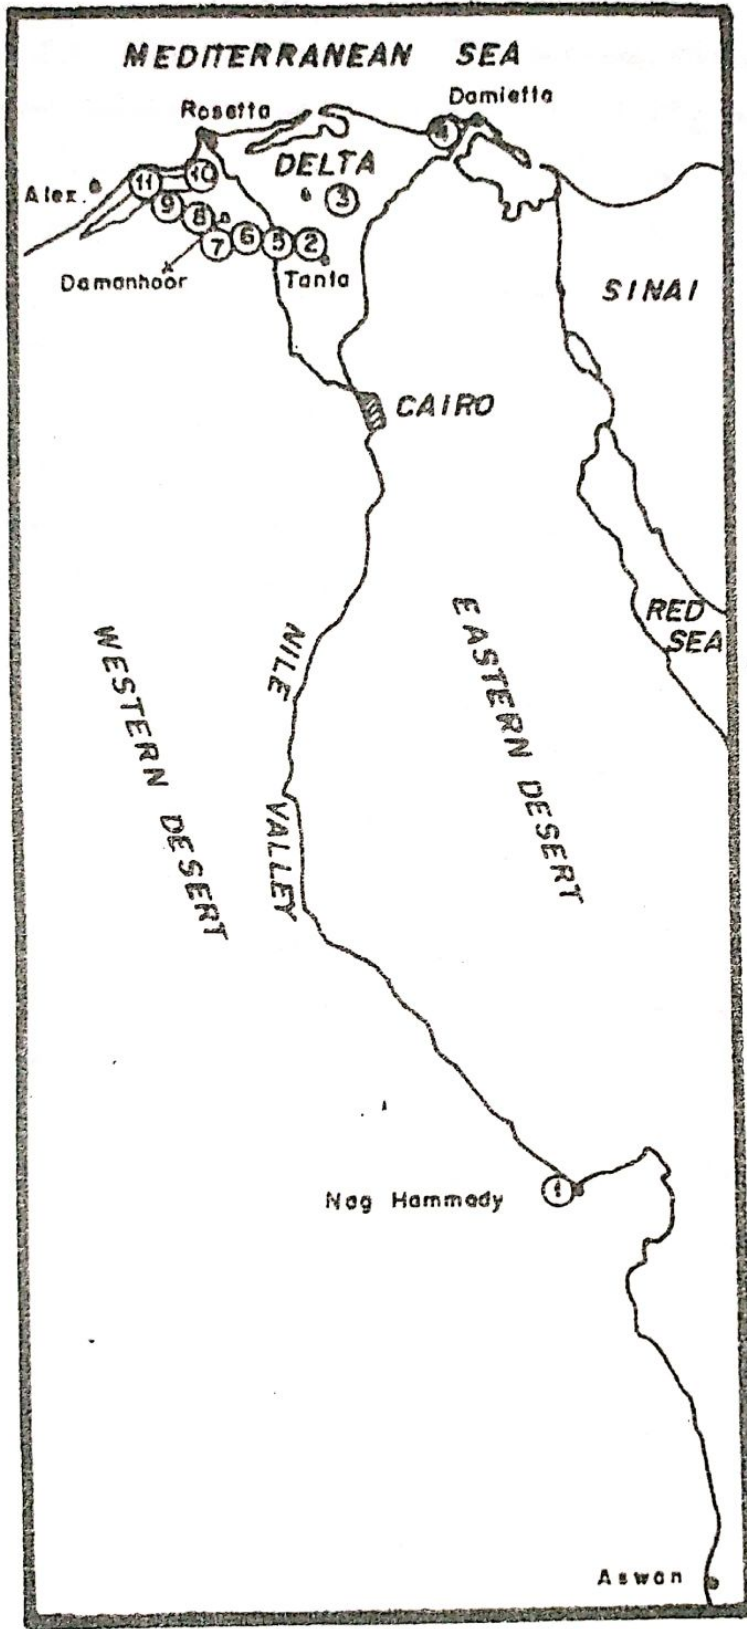 MEDITERRANEAN SEA
Rosetta
Damietta
DELTA
4
Alex.
11
10
3
9
8
7
6
5
2
Damanhoor
Tanta
SINAI
CAIRO
RED
SEA
WESTERN DESERT
NILE
VALLEY
EASTERN DESERT
Nag Hammady
1
Aswan